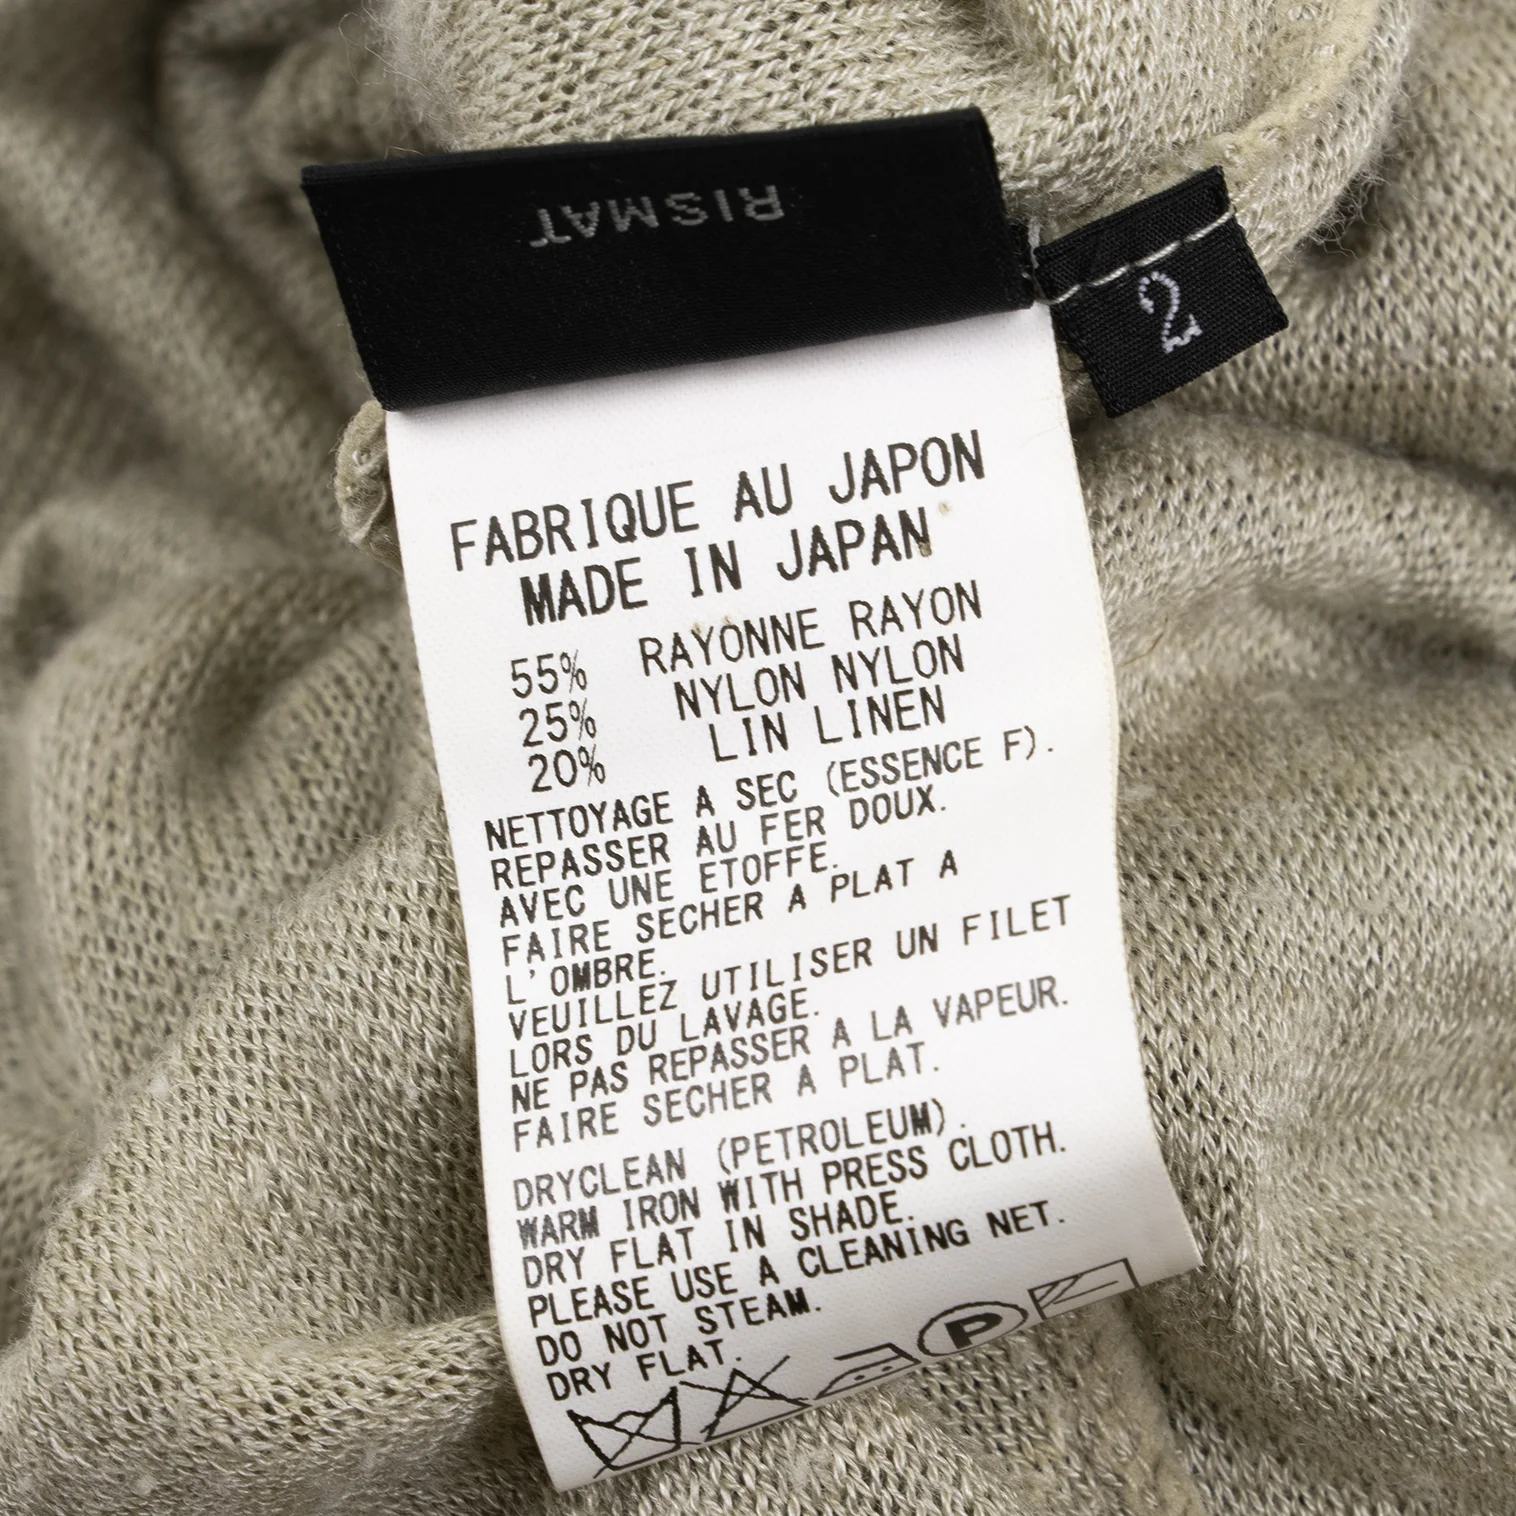 RISMAT
2
FABRIQUE AU JAPON
MADE IN JAPAN
55% RAYONNE RAYON
25% NYLON NYLON
20% LIN LINEN
NETTOYAGE A SEC (ESSENCE F).
REPASSER AU FER DOUX.
AVEC UNE ETOFFE.
FAIRE SECHER A PLAT A
L'OMBRE.
VEUILLEZ UTILISER UN FILET
LORS DU LAVAGE.
NE PAS REPASSER A LA VAPEUR.
FAIRE SECHER A PLAT.
DRYCLEAN (PETROLEUM).
WARM IRON WITH PRESS CLOTH.
DRY FLAT IN SHADE.
PLEASE USE A CLEANING NET.
DO NOT STEAM.
DRY FLAT.
P